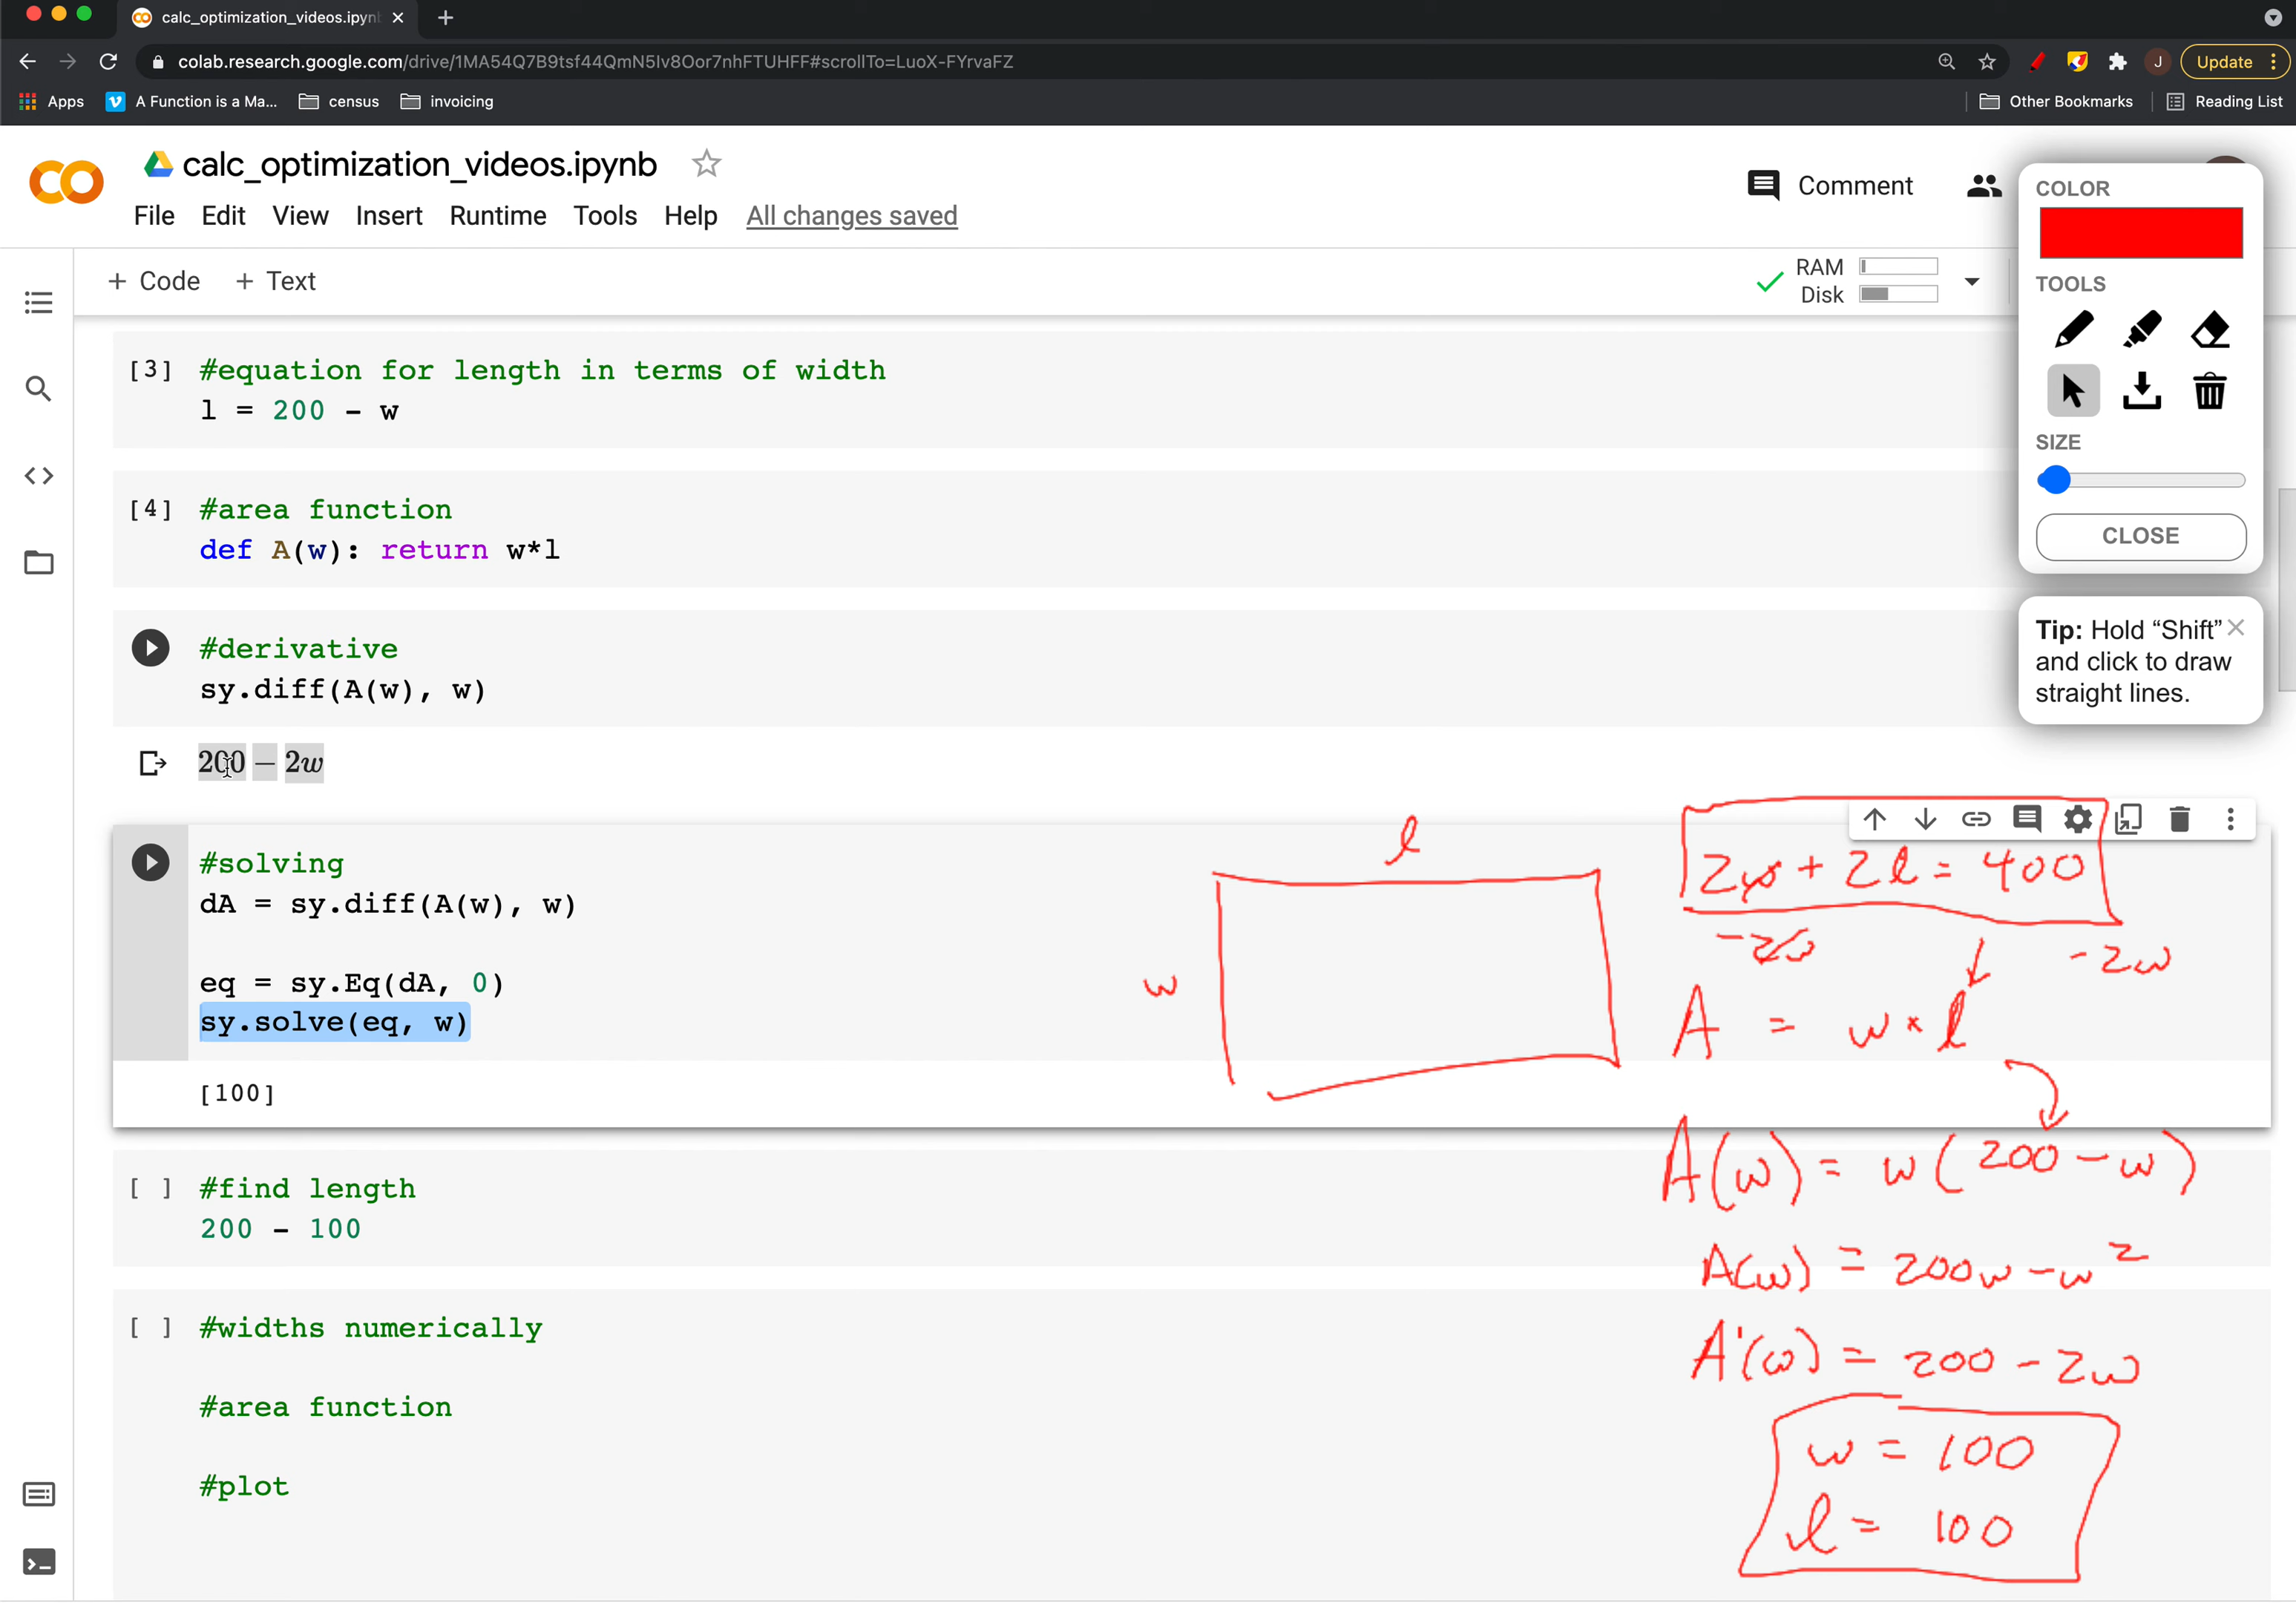 calc_optimization_videos.ipyn
colab.research.google.com/drive/1MA54Q7B9tsf44QmN5Iv8Oor7nhFTUHFF#scrollTo=LuoX-FYrvaFZ
J
Update
Apps
A Function is a Ma...
census
invoicing
Other Bookmarks
Reading List
calc_optimization_videos.ipynb
Comment
File Edit View Insert Runtime Tools Help All changes saved
+ Code + Text
RAM
Disk
COLOR
TOOLS
SIZE
CLOSE
Tip: Hold “Shift”
and click to draw
straight lines.
[3] #equation for length in terms of width
l = 200 - w
[4] #area function
def A(w): return w*l
#derivative
sy.diff(A(w), w)
200 − 2w
#solving
dA = sy.diff(A(w), w)
eq = sy.Eq(dA, 0)
sy.solve(eq, w)
[100]
[ ] #find length
200 - 100
[ ] #widths numerically
#area function
#plot
l
w
2w + 2l = 400
-2w -2w
A = w * l
A(w) = w(200 - w)
A(w) = 200w - w²
A'(w) = 200 - 2w
w = 100
l = 100